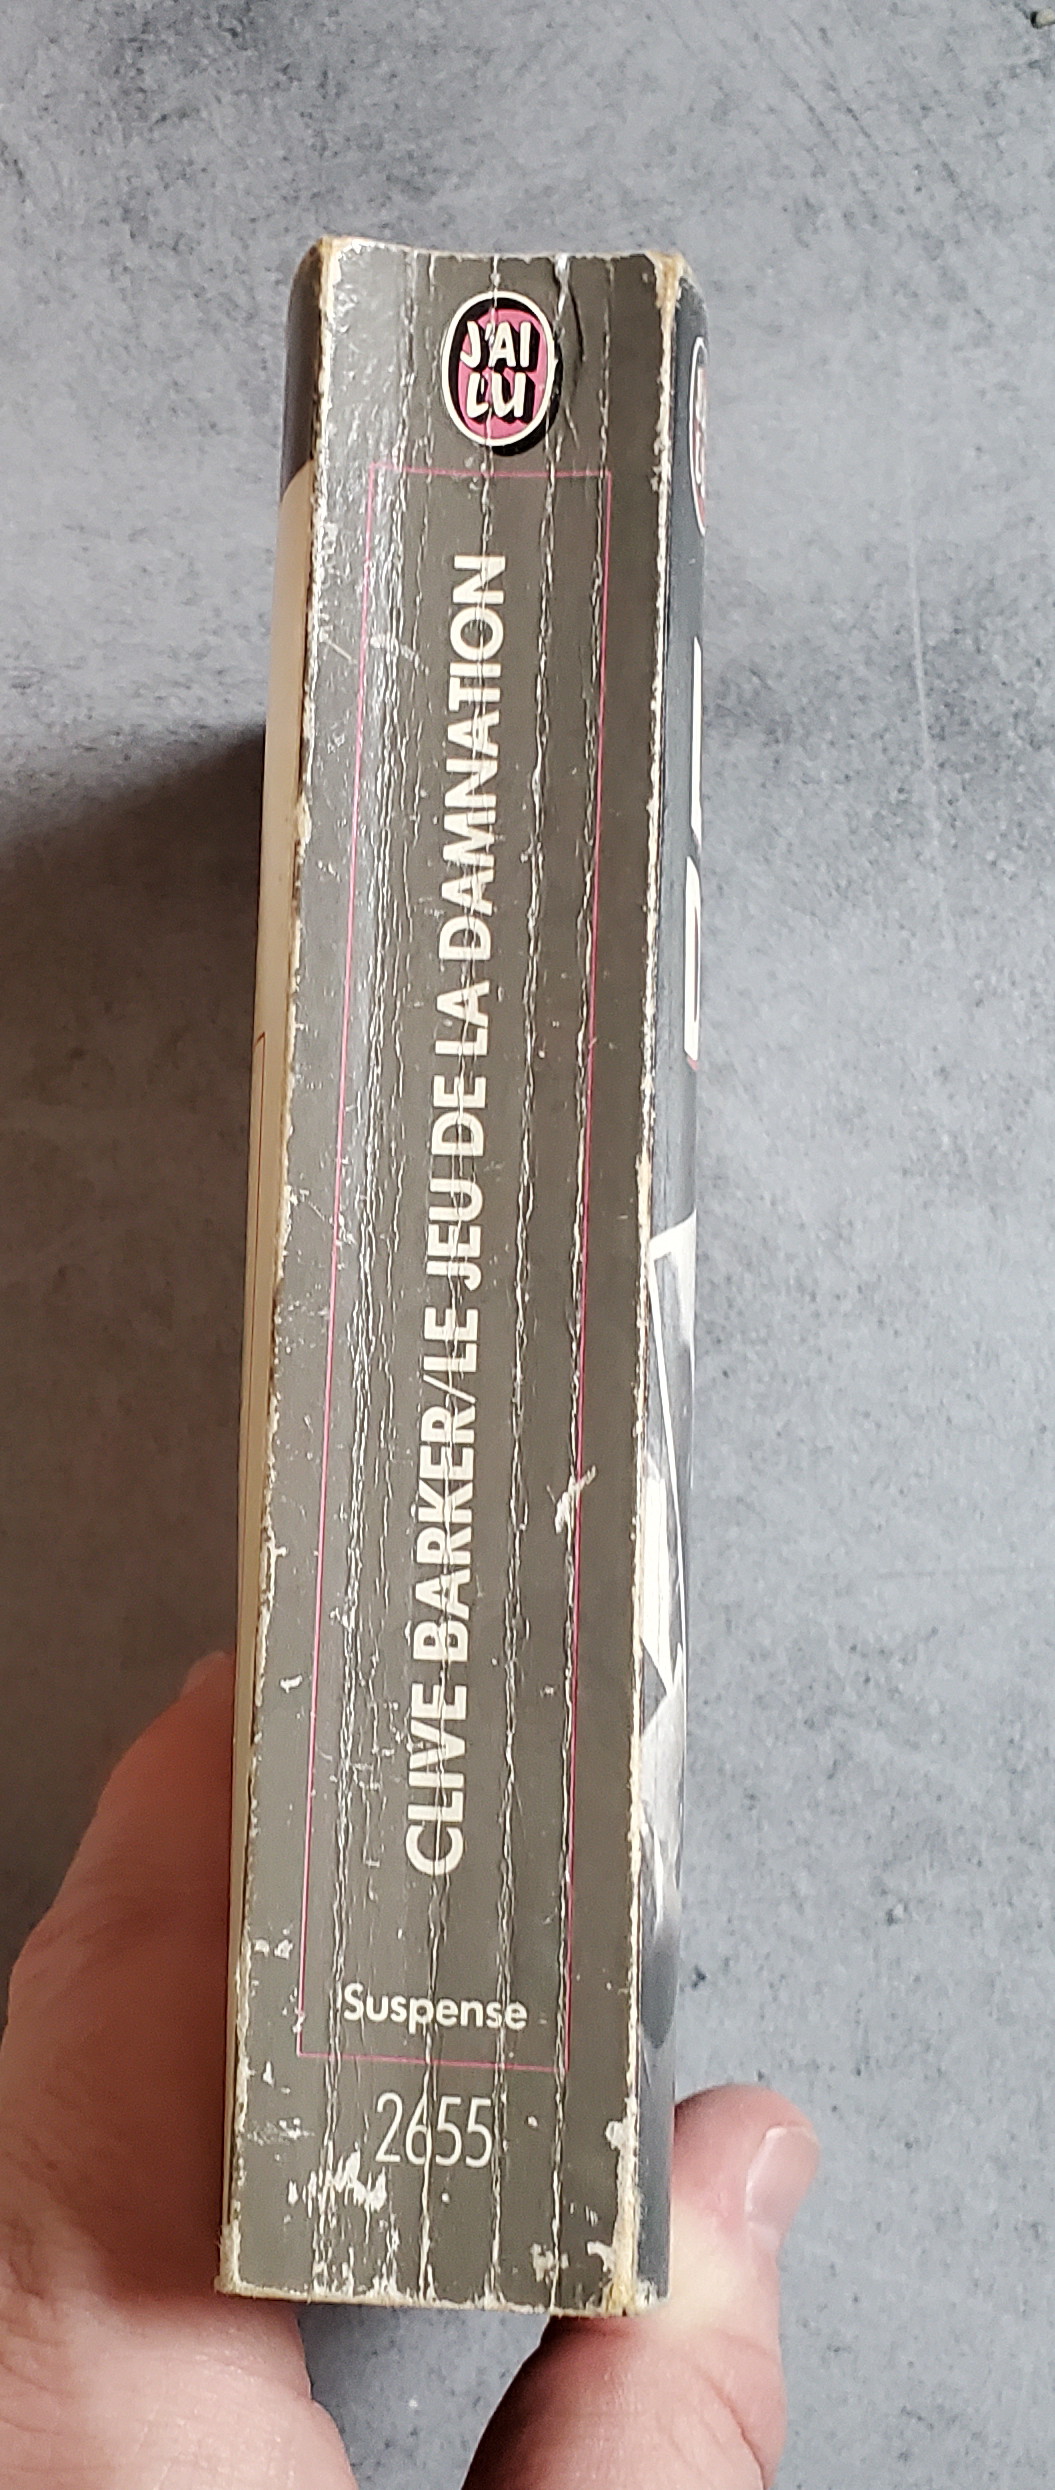 J'AI
LU
CLIVE BARKER/LE JEU DE LA DAMNATION
Suspense
2655